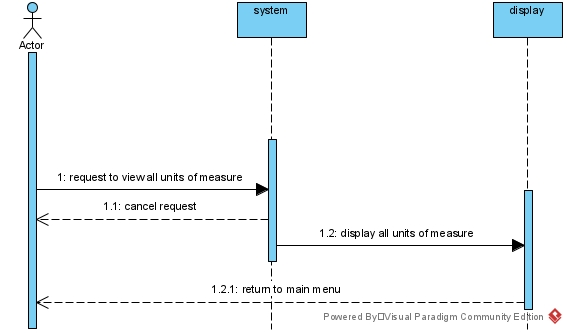 system
display
Actor
1: request to view all units of measure
1.1: cancel request
1.2: display all units of measure
1.2.1: return to main menu
Powered By□Visual Paradigm Community Edition